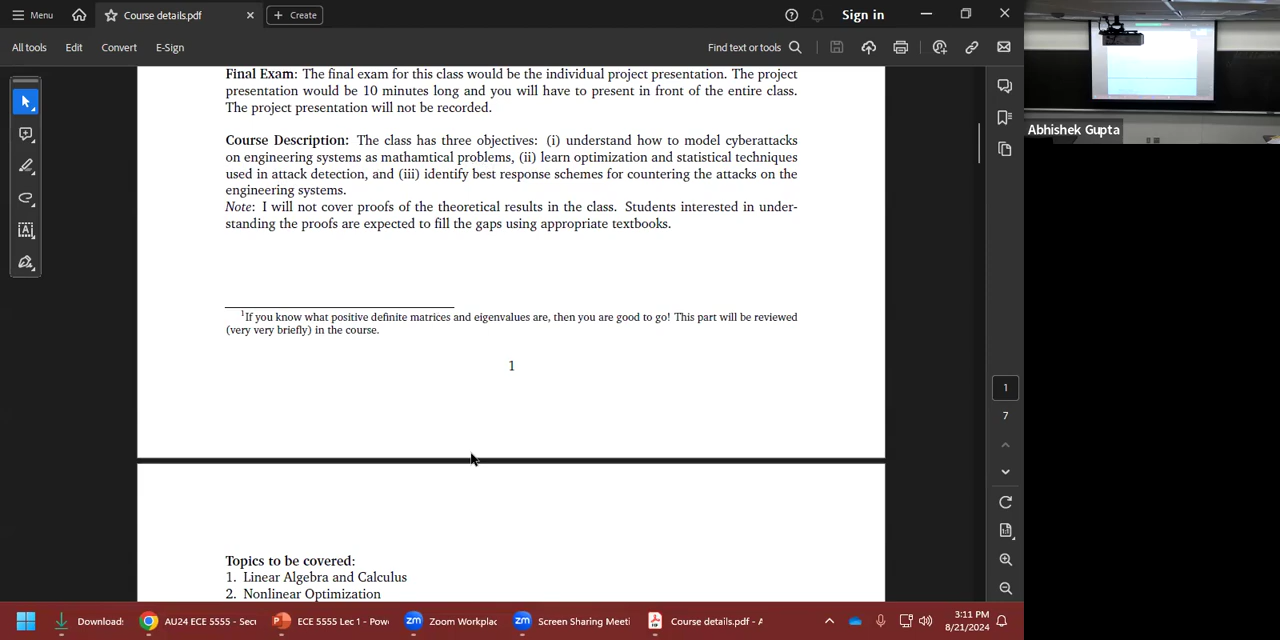 Menu
Course details.pdf
Create
Sign in
All tools
Edit
Convert
E-Sign
Find text or tools
Final Exam: The final exam for this class would be the individual project presentation. The project
presentation would be 10 minutes long and you will have to present in front of the entire class.
The project presentation will not be recorded.
Course Description: The class has three objectives: (i) understand how to model cyberattacks
on engineering systems as mathamtical problems, (ii) learn optimization and statistical techniques
used in attack detection, and (iii) identify best response schemes for countering the attacks on the
engineering systems.
Note: I will not cover proofs of the theoretical results in the class. Students interested in under-
standing the proofs are expected to fill the gaps using appropriate textbooks.
1If you know what positive definite matrices and eigenvalues are, then you are good to go! This part will be reviewed
(very very briefly) in the course.
1
Topics to be covered:
1. Linear Algebra and Calculus
2. Nonlinear Optimization
1
7
Abhishek Gupta
Download:
AU24 ECE 5555 - Secu
ECE 5555 Lec 1 - Powe
Zoom Workplac
Screen Sharing Meeti
Course details.pdf - A
3:11 PM
8/21/2024